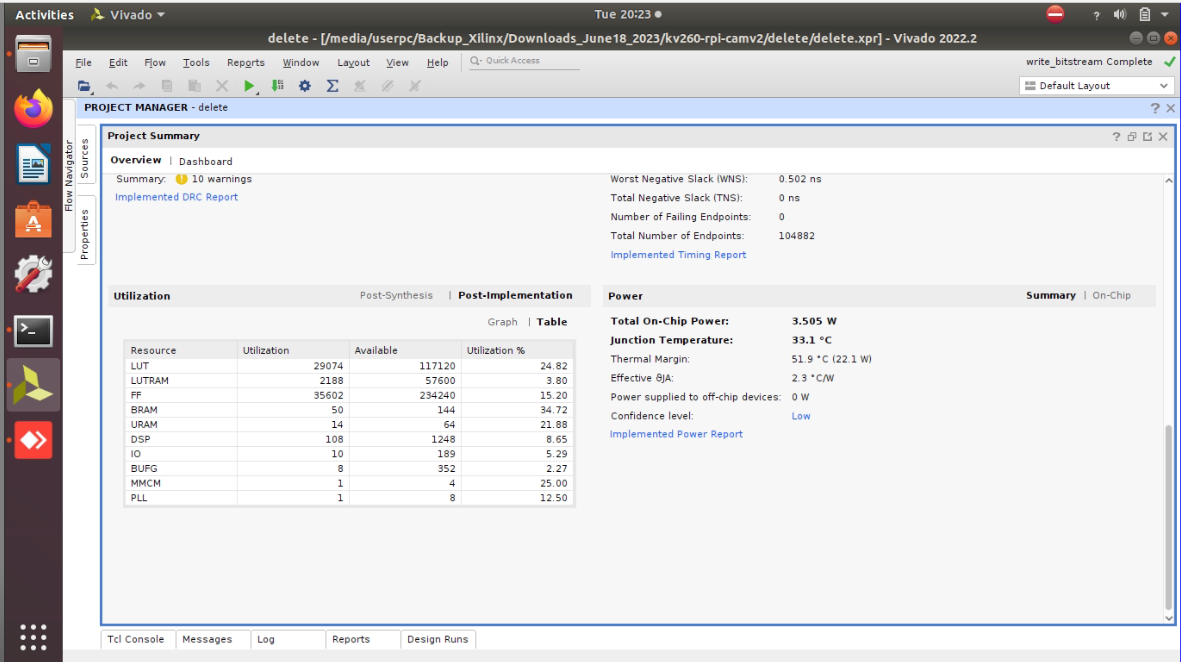 Activities Vivado Tue 20:23
delete - [/media/userpc/Backup_Xilinx/Downloads_June18_2023/kv260-rpi-camv2/delete/delete.xpr] - Vivado 2022.2
File Edit Flow Tools Reports Window Layout View Help Q- Quick Access write_bitstream Complete
Default Layout
PROJECT MANAGER - delete
Flow Navigator
Sources
Properties
Project Summary
Overview | Dashboard
Summary: 10 warnings
Implemented DRC Report
Worst Negative Slack (WNS): 0.502 ns
Total Negative Slack (TNS): 0 ns
Number of Failing Endpoints: 0
Total Number of Endpoints: 104882
Implemented Timing Report
Utilization Post-Synthesis | Post-Implementation
Graph | Table
Resource Utilization Available Utilization %
LUT 29074 117120 24.82
LUTRAM 2188 57600 3.80
FF 35602 234240 15.20
BRAM 50 144 34.72
URAM 14 64 21.88
DSP 108 1248 8.65
IO 10 189 5.29
BUFG 8 352 2.27
MMCM 1 4 25.00
PLL 1 8 12.50
Power Summary | On-Chip
Total On-Chip Power: 3.505 W
Junction Temperature: 33.1 °C
Thermal Margin: 51.9 °C (22.1 W)
Effective ϑJA: 2.3 °C/W
Power supplied to off-chip devices: 0 W
Confidence level: Low
Implemented Power Report
Tcl Console Messages Log Reports Design Runs